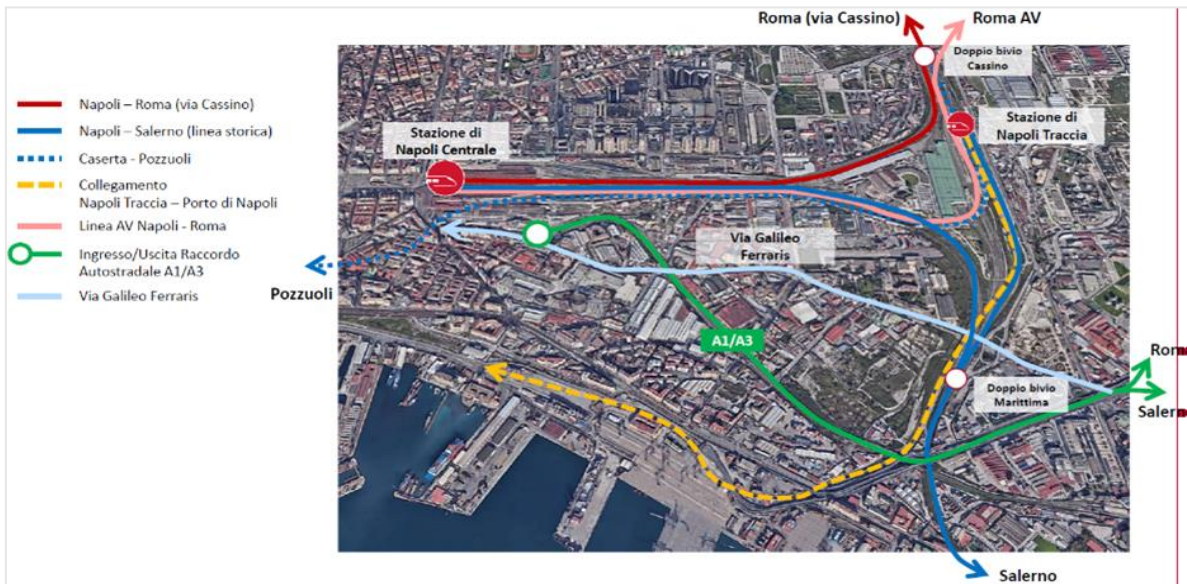 Roma (via Cassino)
Roma AV
Doppio bivio
Cassino
Napoli – Roma (via Cassino)
Napoli – Salerno (linea storica)
Caserta - Pozzuoli
Collegamento
Napoli Traccia – Porto di Napoli
Linea AV Napoli - Roma
Ingresso/Uscita Raccordo
Autostradale A1/A3
Via Galileo Ferraris
Stazione di
Napoli Centrale
Stazione di
Napoli Traccia
Via Galileo
Ferraris
Pozzuoli
A1/A3
Doppio bivio
Marittima
Roma
Salerno
Salerno